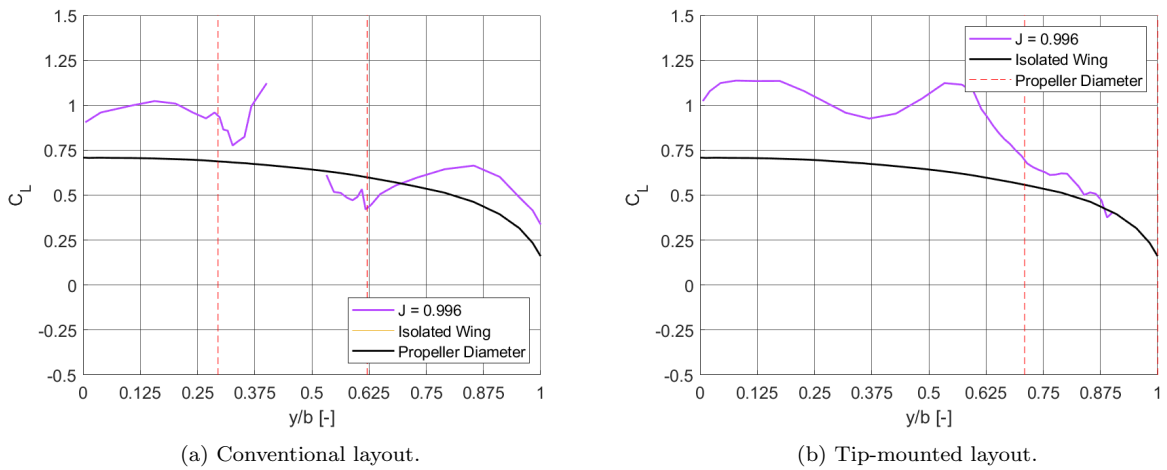 1.5
1.25
1
0.75
0.5
0.25
0
-0.25
-0.5
C_L
0 0.125 0.25 0.375 0.5 0.625 0.75 0.875 1
y/b [-]
J = 0.996
Isolated Wing
Propeller Diameter
(a) Conventional layout.
1.5
1.25
1
0.75
0.5
0.25
0
-0.25
-0.5
C_L
0 0.125 0.25 0.375 0.5 0.625 0.75 0.875 1
y/b [-]
J = 0.996
Isolated Wing
Propeller Diameter
(b) Tip-mounted layout.